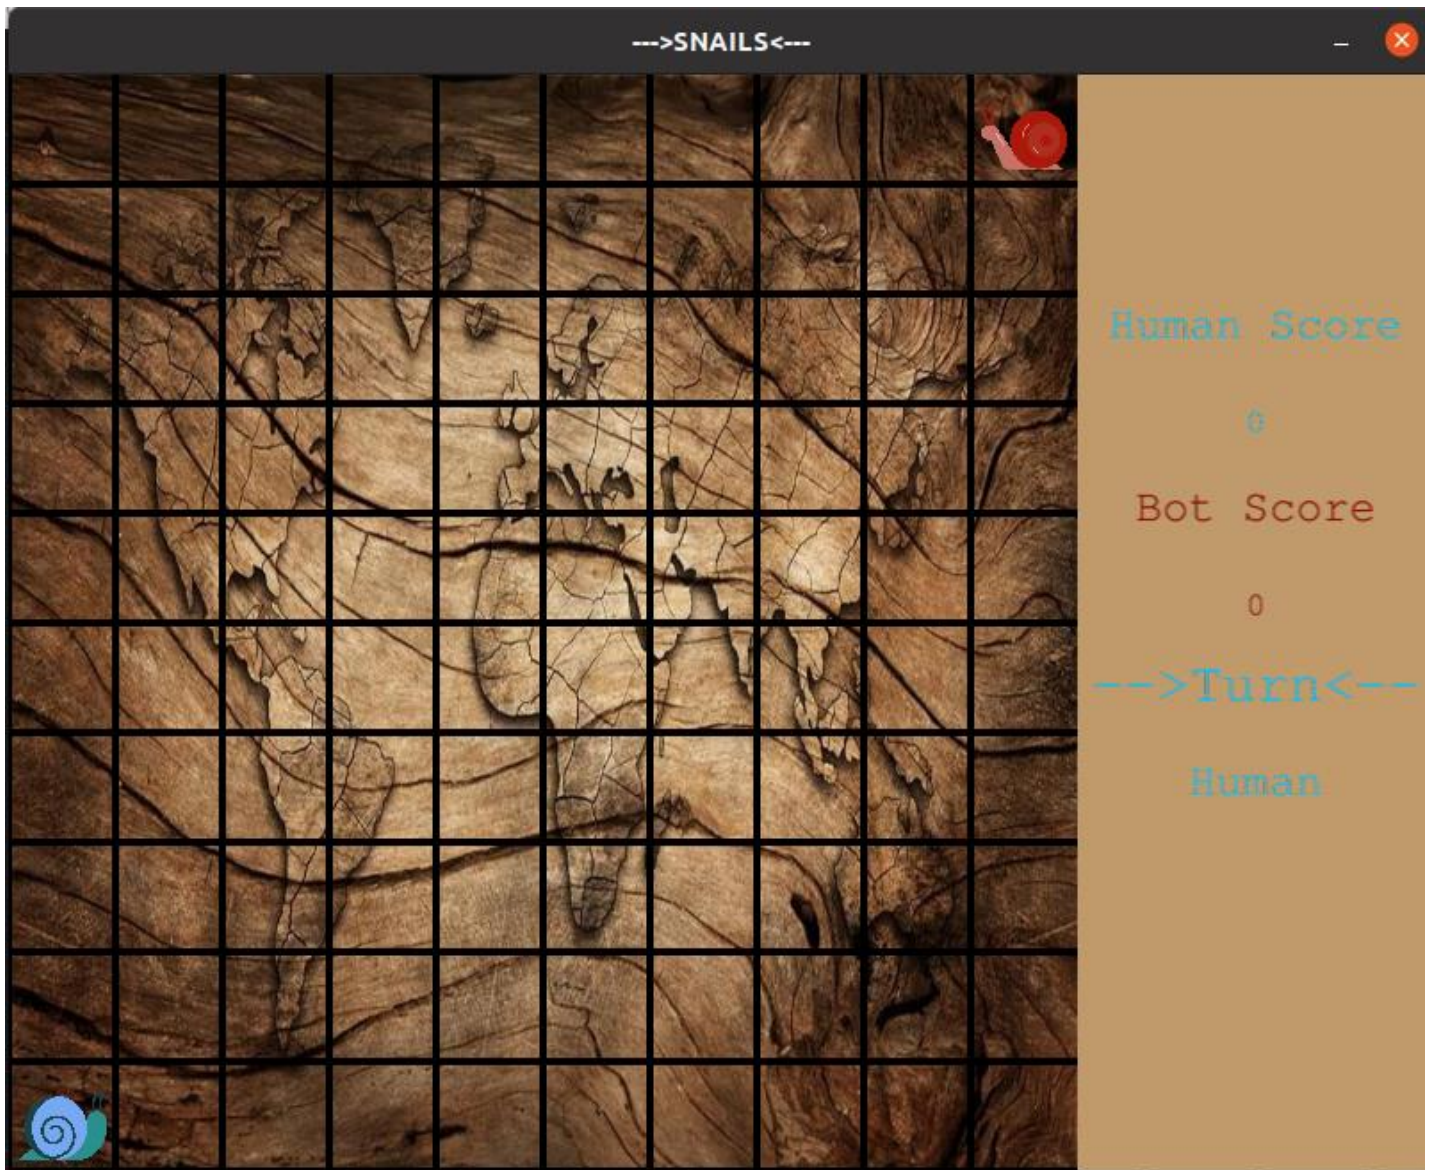 --->SNAILS<---
Human Score
0
Bot Score
0
-->Turn<--
Human